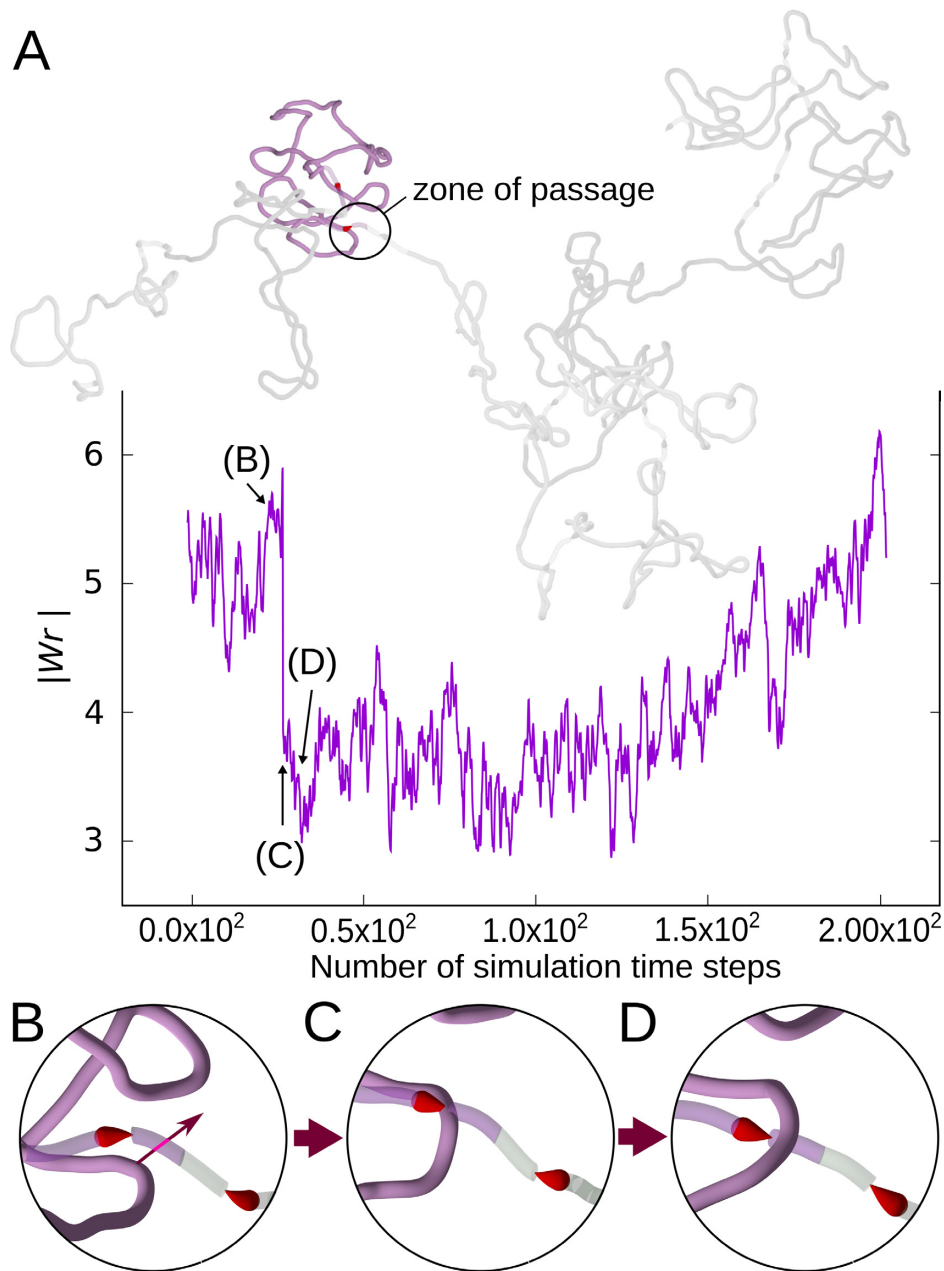 A
zone of passage
6
5
4
3
|Wr |
(B)
(D)
(C)
0.0x10²
0.5x10²
1.0x10²
1.5x10²
2.00x10²
Number of simulation time steps
B
C
D